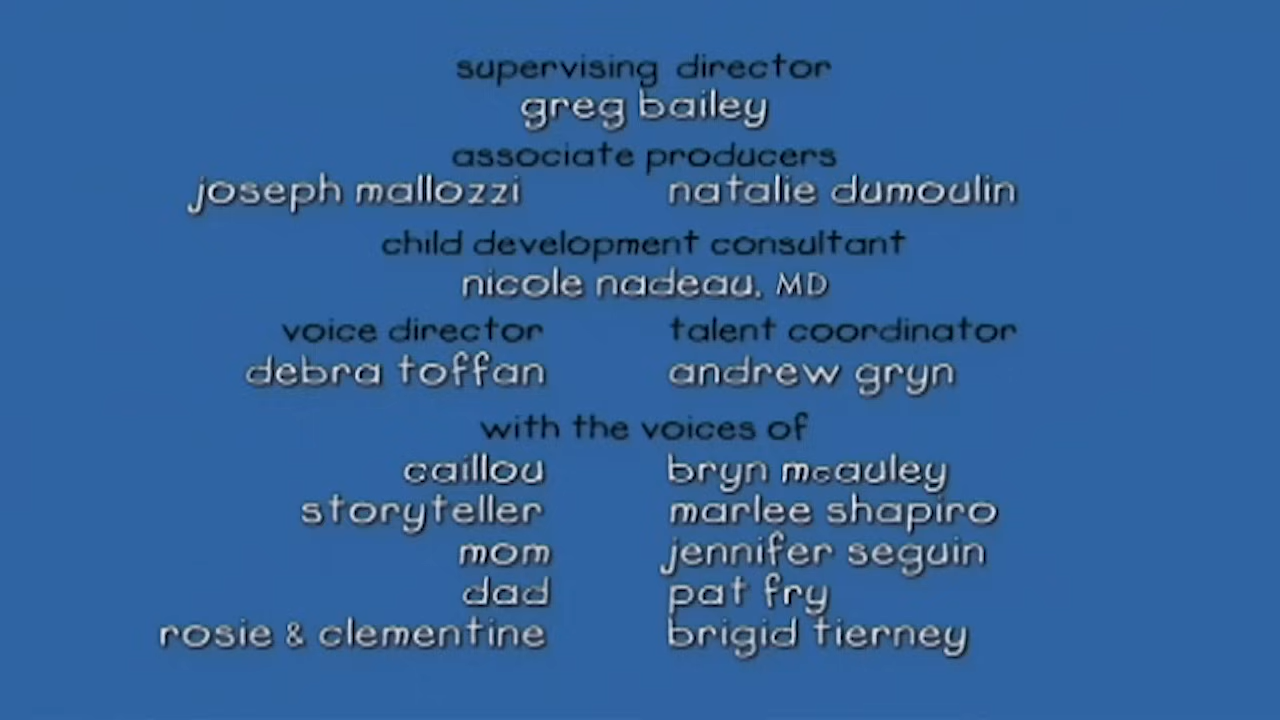 supervising director
greg bailey
associate producers
joseph mallozzi natalie dumoulin
child development consultant
nicole nadeau, MD
voice director talent coordinator
debra toffan andrew gryn
with the voices of
caillou bryn mcauley
storyteller marlee shapiro
mom jennifer seguin
dad pat fry
rosie & clementine brigid tierney